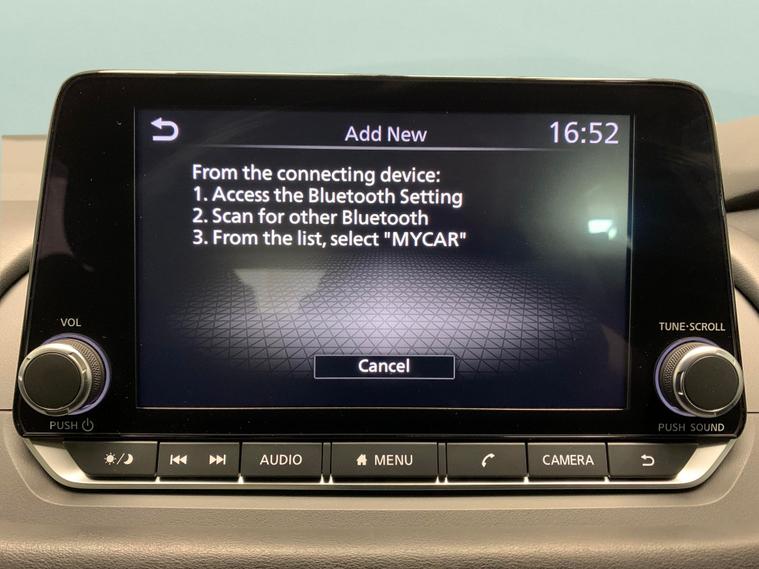 Add New
16:52
From the connecting device:
1. Access the Bluetooth Setting
2. Scan for other Bluetooth
3. From the list, select "MYCAR"
Cancel
VOL
PUSH
TUNE·SCROLL
PUSH SOUND
AUDIO
MENU
CAMERA